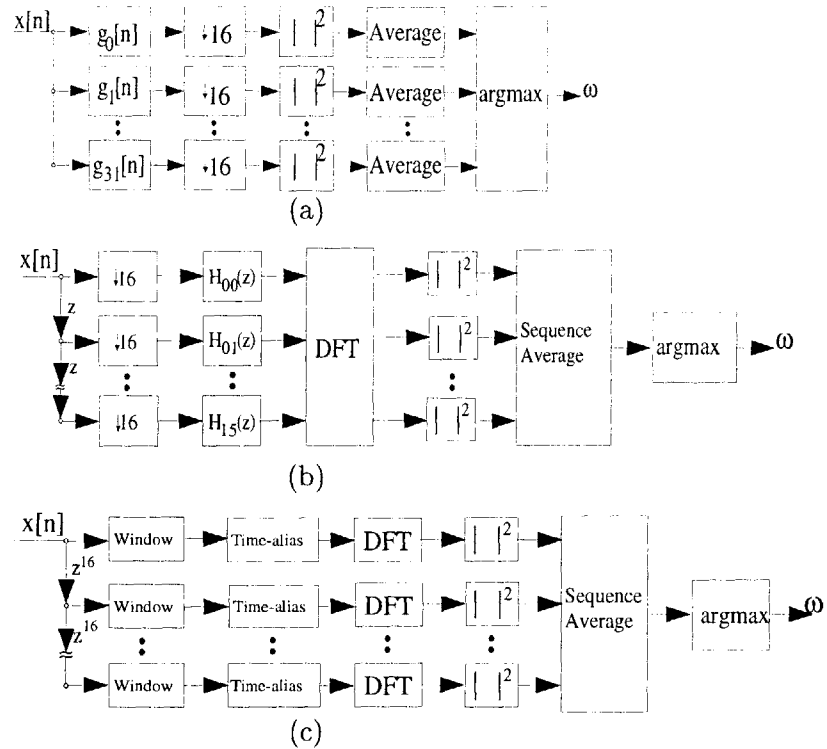 x[n] g₀[n] ↓16 | |² Average
g₁[n] ↓16 | |² Average argmax ω
g₃₁[n] ↓16 | |² Average
(a)
x[n] ↓16 H₀₀(z) | |²
z
↓16 H₀₁(z) DFT | |² Sequence Average argmax ω
z
↓16 H₁₅(z) | |²
(b)
x[n] Window Time-alias DFT | |²
z¹⁶
Window Time-alias DFT | |² Sequence Average argmax ω
z¹⁶
Window Time-alias DFT | |²
(c)